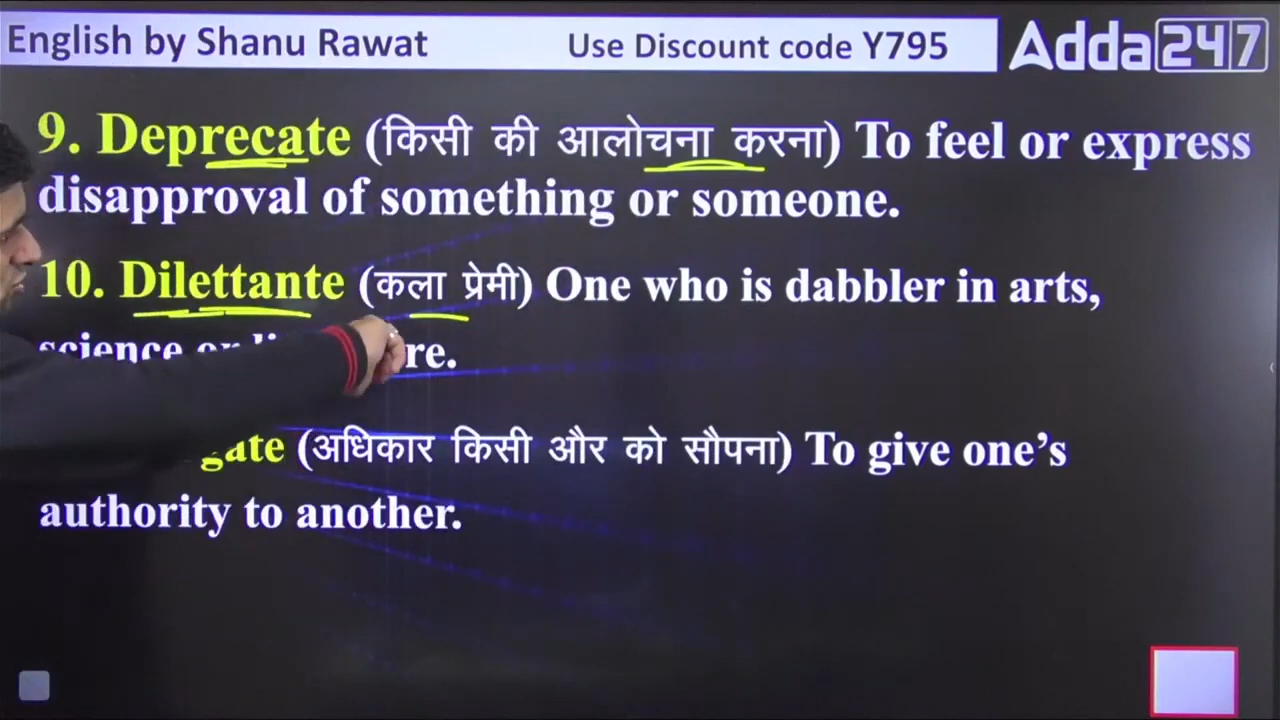 English by Shanu Rawat
Use Discount code Y795
Adda247
9. Deprecate (किसी की आलोचना करना) To feel or express
disapproval of something or someone.
10. Dilettante (कला प्रेमी) One who is dabbler in arts,
science or re.
gate (अधिकार किसी और को सौपना) To give one’s
authority to another.